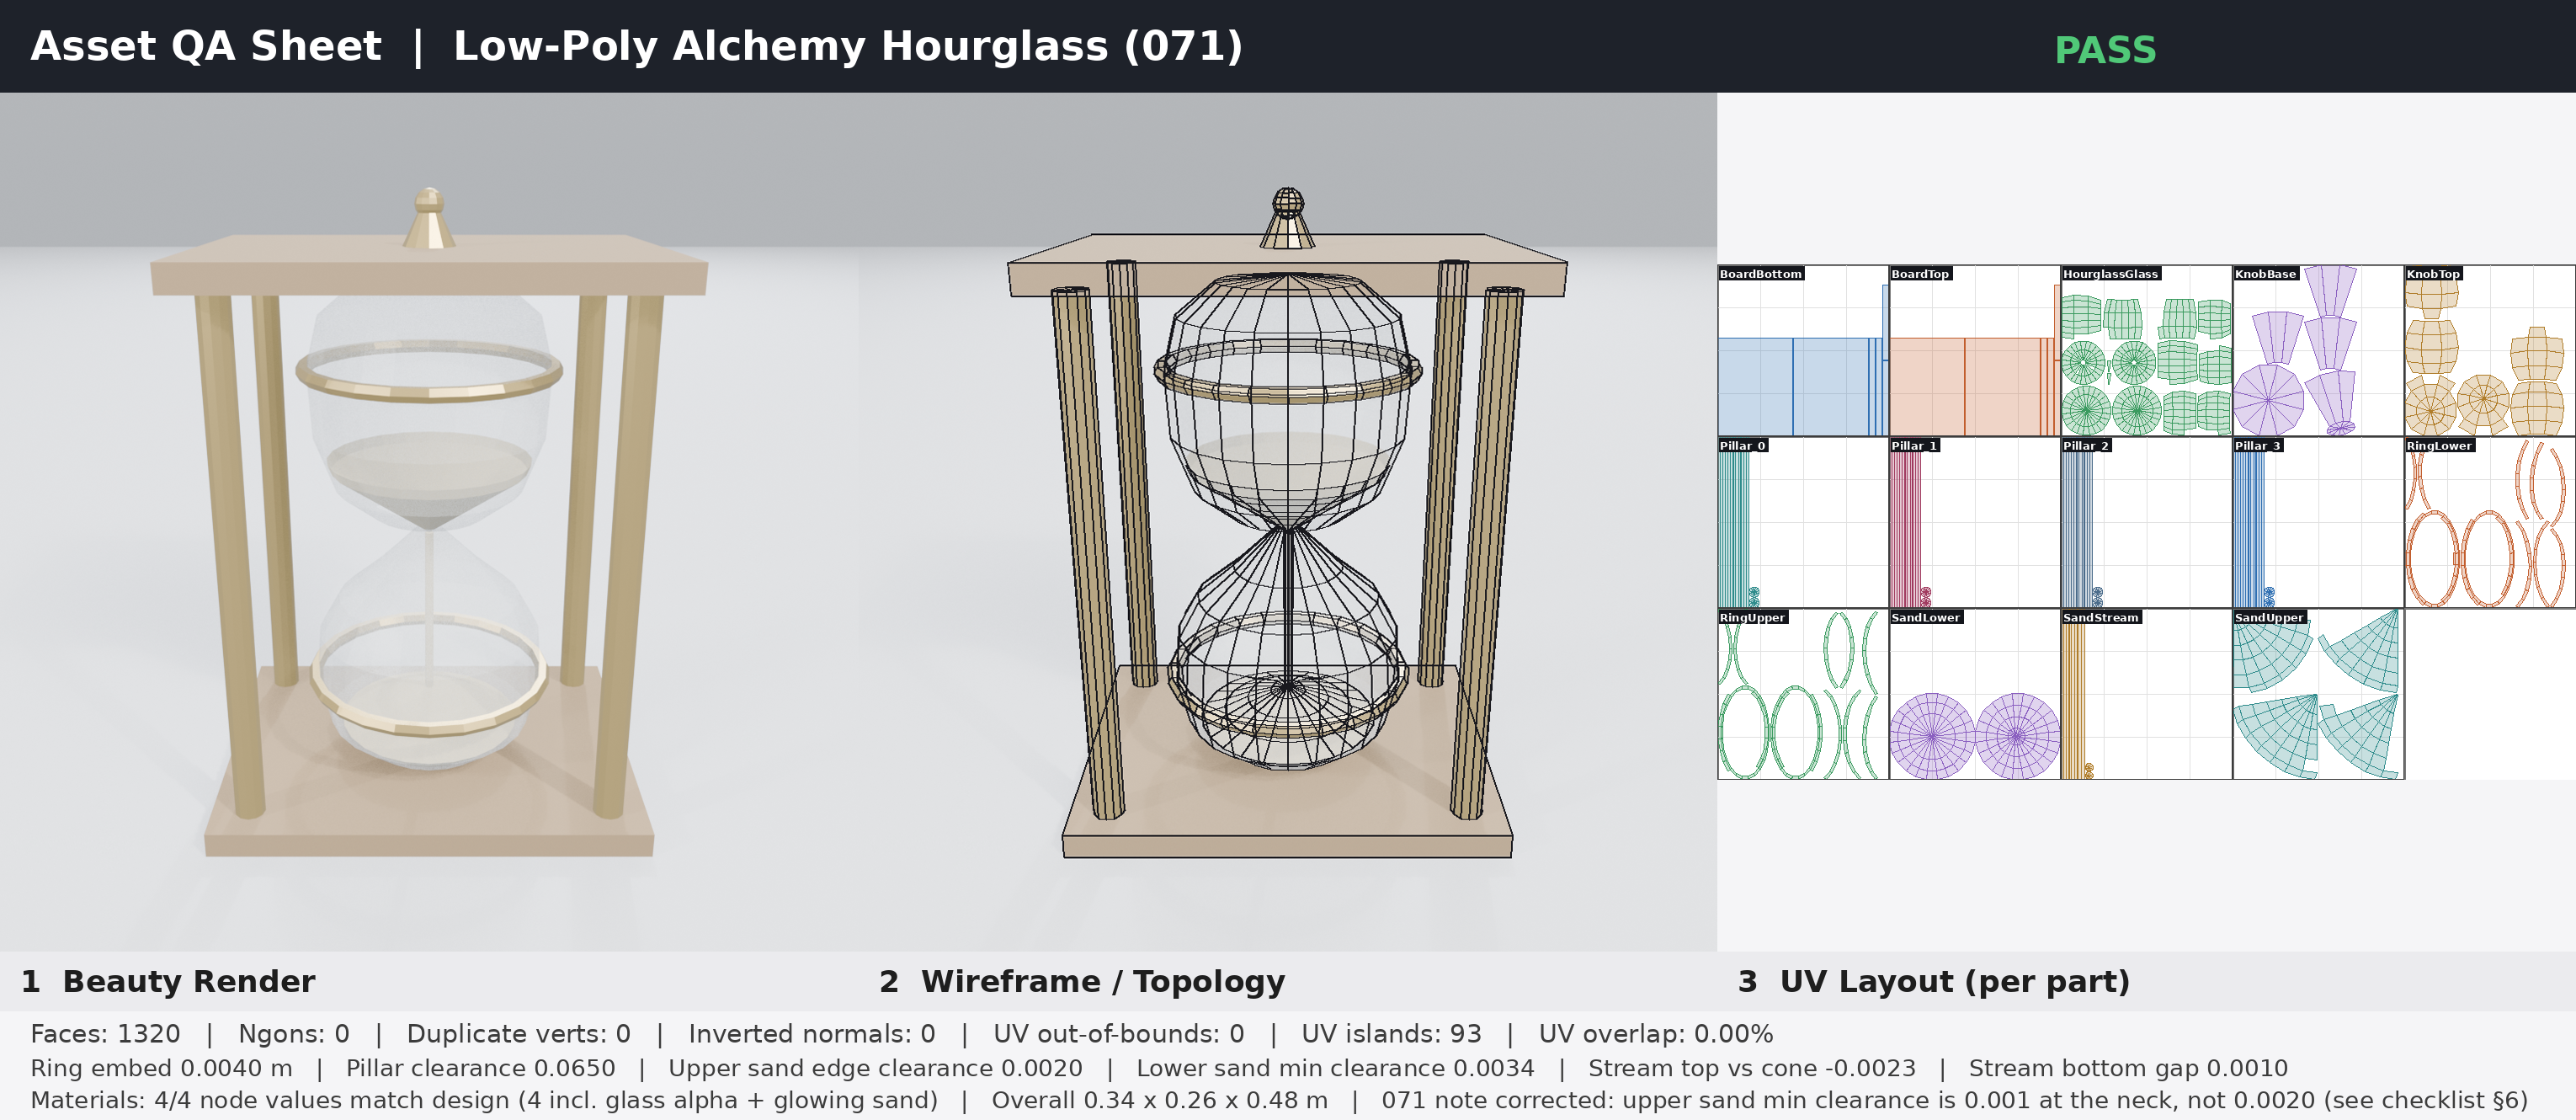 Asset QA Sheet | Low-Poly Alchemy Hourglass (071)
PASS
BoardBottom
BoardTop
HourglassGlass
KnobBase
KnobTop
Pillar_0
Pillar_1
Pillar_2
Pillar_3
RingLower
RingUpper
SandLower
SandStream
SandUpper
1 Beauty Render
2 Wireframe / Topology
3 UV Layout (per part)
Faces: 1320 | Ngons: 0 | Duplicate verts: 0 | Inverted normals: 0 | UV out-of-bounds: 0 | UV islands: 93 | UV overlap: 0.00%
Ring embed 0.0040 m | Pillar clearance 0.0650 | Upper sand edge clearance 0.0020 | Lower sand min clearance 0.0034 | Stream top vs cone -0.0023 | Stream bottom gap 0.0010
Materials: 4/4 node values match design (4 incl. glass alpha + glowing sand) | Overall 0.34 x 0.26 x 0.48 m | 071 note corrected: upper sand min clearance is 0.001 at the neck, not 0.0020 (see checklist §6)